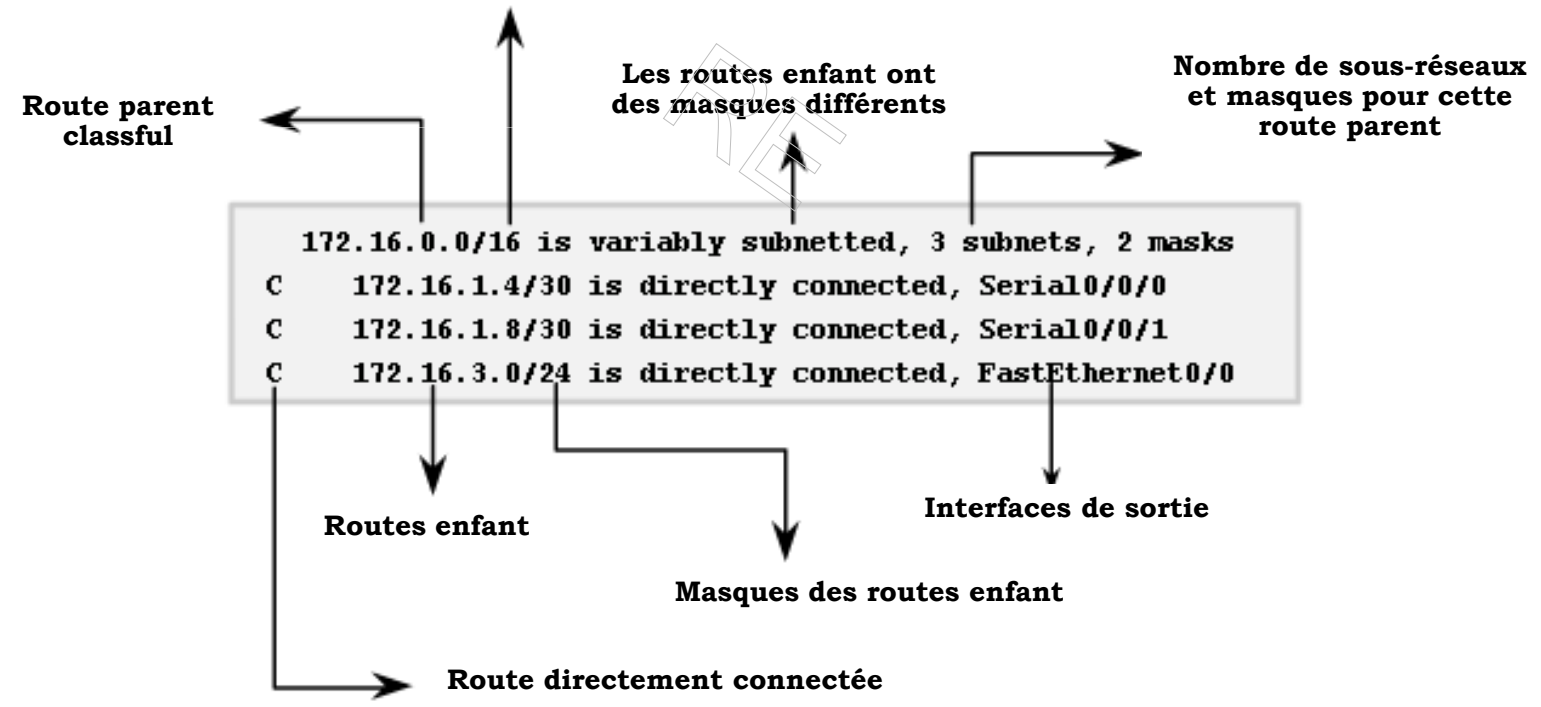 Les routes enfant ont
des masques différents
Nombre de sous-réseaux
et masques pour cette
route parent
Route parent
classful
172.16.0.0/16 is variably subnetted, 3 subnets, 2 masks
C 172.16.1.4/30 is directly connected, Serial0/0/0
C 172.16.1.8/30 is directly connected, Serial0/0/1
C 172.16.3.0/24 is directly connected, FastEthernet0/0
Routes enfant
Interfaces de sortie
Masques des routes enfant
Route directement connectée
RE